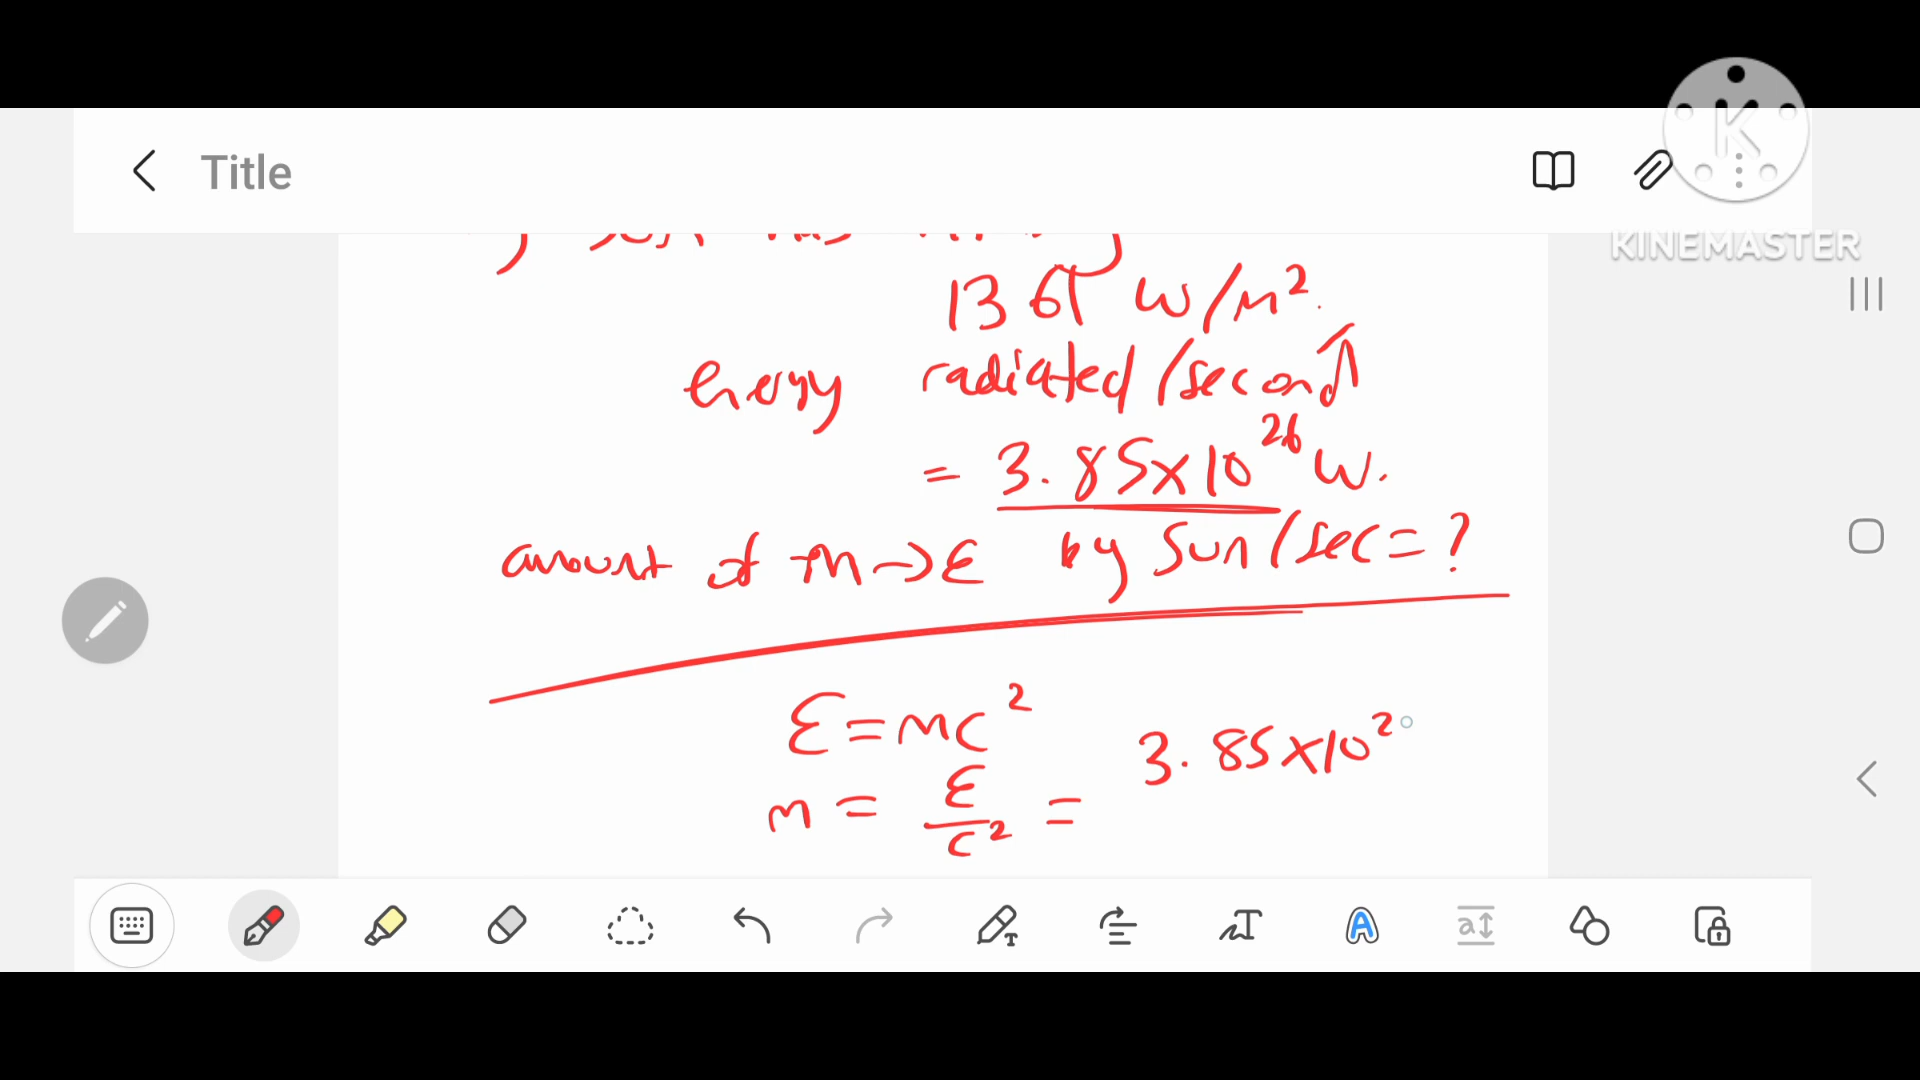 Title
KINEMASTER
1361 W/m².
energy radiated/second
= 3.85×10²⁶ W.
amount of m→E by Sun/sec = ?
E=mc²
m = E/c² = 3.85×10²